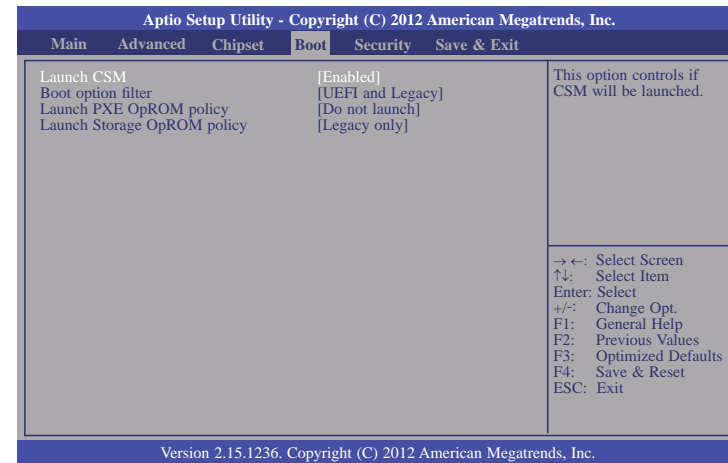 Aptio Setup Utility - Copyright (C) 2012 American Megatrends, Inc.
Main Advanced Chipset Boot Security Save & Exit
Launch CSM [Enabled]
Boot option filter [UEFI and Legacy]
Launch PXE OpROM policy [Do not launch]
Launch Storage OpROM policy [Legacy only]
This option controls if
CSM will be launched.
→←: Select Screen
↑↓: Select Item
Enter: Select
+/-: Change Opt.
F1: General Help
F2: Previous Values
F3: Optimized Defaults
F4: Save & Reset
ESC: Exit
Version 2.15.1236. Copyright (C) 2012 American Megatrends, Inc.